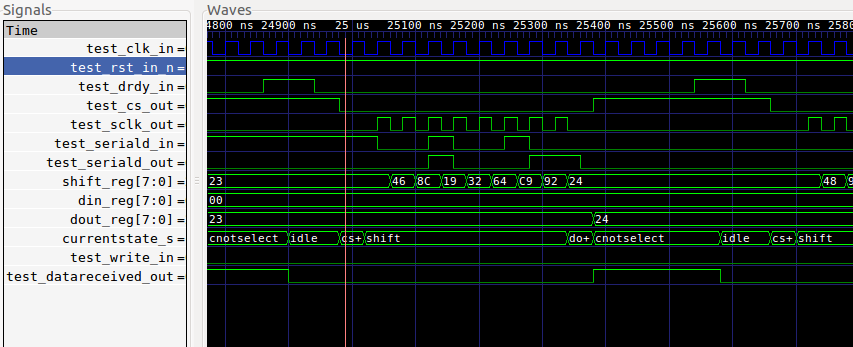 Signals
Waves
Time
4800 ns 24900 ns 25 us 25100 ns 25200 ns 25300 ns 25400 ns 25500 ns 25600 ns 25700 ns 2580
test_clk_in=
test_rst_in_n=
test_drdy_in=
test_cs_out=
test_sclk_out=
test_seriald_in=
test_seriald_out=
shift_reg[7:0]= 23 46 8C 19 32 64 C9 92 24 48 9
din_reg[7:0]= 00
dout_reg[7:0]= 23 24
currentstate_s= cnotselect idle cs+ shift do+ cnotselect idle cs+ shift
test_write_in=
test_datareceived_out=